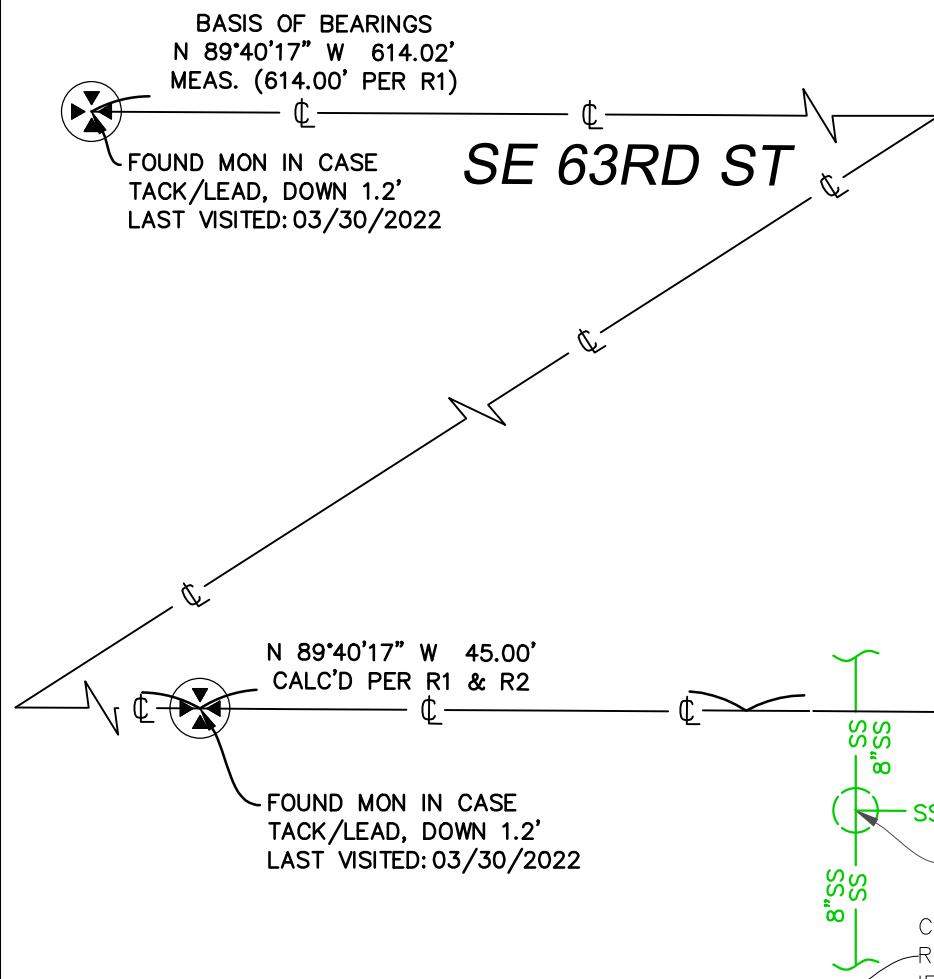 BASIS OF BEARINGS
N 89°40'17" W 614.02'
MEAS. (614.00' PER R1)
℄
℄
SE 63RD ST
℄
FOUND MON IN CASE
TACK/LEAD, DOWN 1.2'
LAST VISITED: 03/30/2022
℄
℄
N 89°40'17" W 45.00'
CALC'D PER R1 & R2
℄
℄
℄
SS
8"SS
FOUND MON IN CASE
TACK/LEAD, DOWN 1.2'
LAST VISITED: 03/30/2022
SS
8"SS
SS
C
R